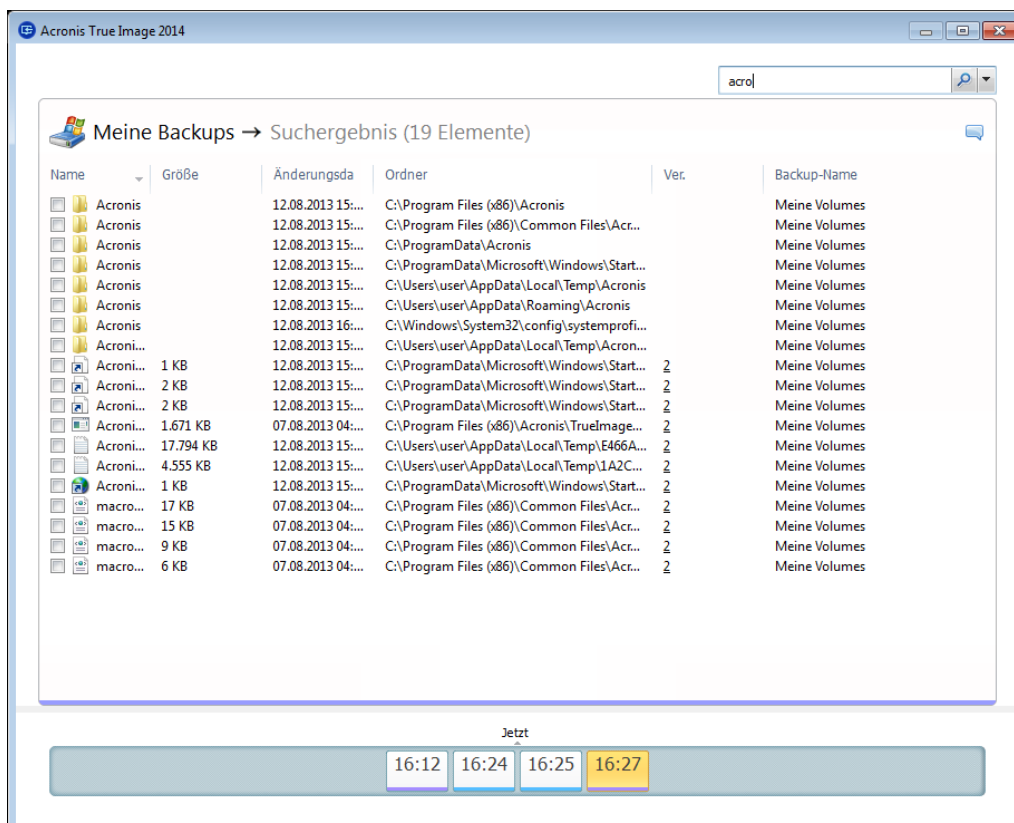 Acronis True Image 2014
acro
Meine Backups → Suchergebnis (19 Elemente)
Name Größe Änderungsda Ordner Ver. Backup-Name
Acronis 12.08.2013 15:... C:\Program Files (x86)\Acronis Meine Volumes
Acronis 12.08.2013 15:... C:\Program Files (x86)\Common Files\Acr... Meine Volumes
Acronis 12.08.2013 15:... C:\ProgramData\Acronis Meine Volumes
Acronis 12.08.2013 15:... C:\ProgramData\Microsoft\Windows\Start... Meine Volumes
Acronis 12.08.2013 15:... C:\Users\user\AppData\Local\Temp\Acronis Meine Volumes
Acronis 12.08.2013 15:... C:\Users\user\AppData\Roaming\Acronis Meine Volumes
Acronis 12.08.2013 16:... C:\Windows\System32\config\systemprofi... Meine Volumes
Acroni... 12.08.2013 15:... C:\Users\user\AppData\Local\Temp\Acron... Meine Volumes
Acroni... 1 KB 12.08.2013 15:... C:\ProgramData\Microsoft\Windows\Start... 2 Meine Volumes
Acroni... 2 KB 12.08.2013 15:... C:\ProgramData\Microsoft\Windows\Start... 2 Meine Volumes
Acroni... 2 KB 12.08.2013 15:... C:\ProgramData\Microsoft\Windows\Start... 2 Meine Volumes
Acroni... 1.671 KB 07.08.2013 04:... C:\Program Files (x86)\Acronis\TrueImage... 2 Meine Volumes
Acroni... 17.794 KB 12.08.2013 15:... C:\Users\user\AppData\Local\Temp\E466A... 2 Meine Volumes
Acroni... 4.555 KB 12.08.2013 15:... C:\Users\user\AppData\Local\Temp\1A2C... 2 Meine Volumes
Acroni... 1 KB 12.08.2013 15:... C:\ProgramData\Microsoft\Windows\Start... 2 Meine Volumes
macro... 17 KB 07.08.2013 04:... C:\Program Files (x86)\Common Files\Acr... 2 Meine Volumes
macro... 15 KB 07.08.2013 04:... C:\Program Files (x86)\Common Files\Acr... 2 Meine Volumes
macro... 9 KB 07.08.2013 04:... C:\Program Files (x86)\Common Files\Acr... 2 Meine Volumes
macro... 6 KB 07.08.2013 04:... C:\Program Files (x86)\Common Files\Acr... 2 Meine Volumes
Jetzt
16:12 16:24 16:25 16:27